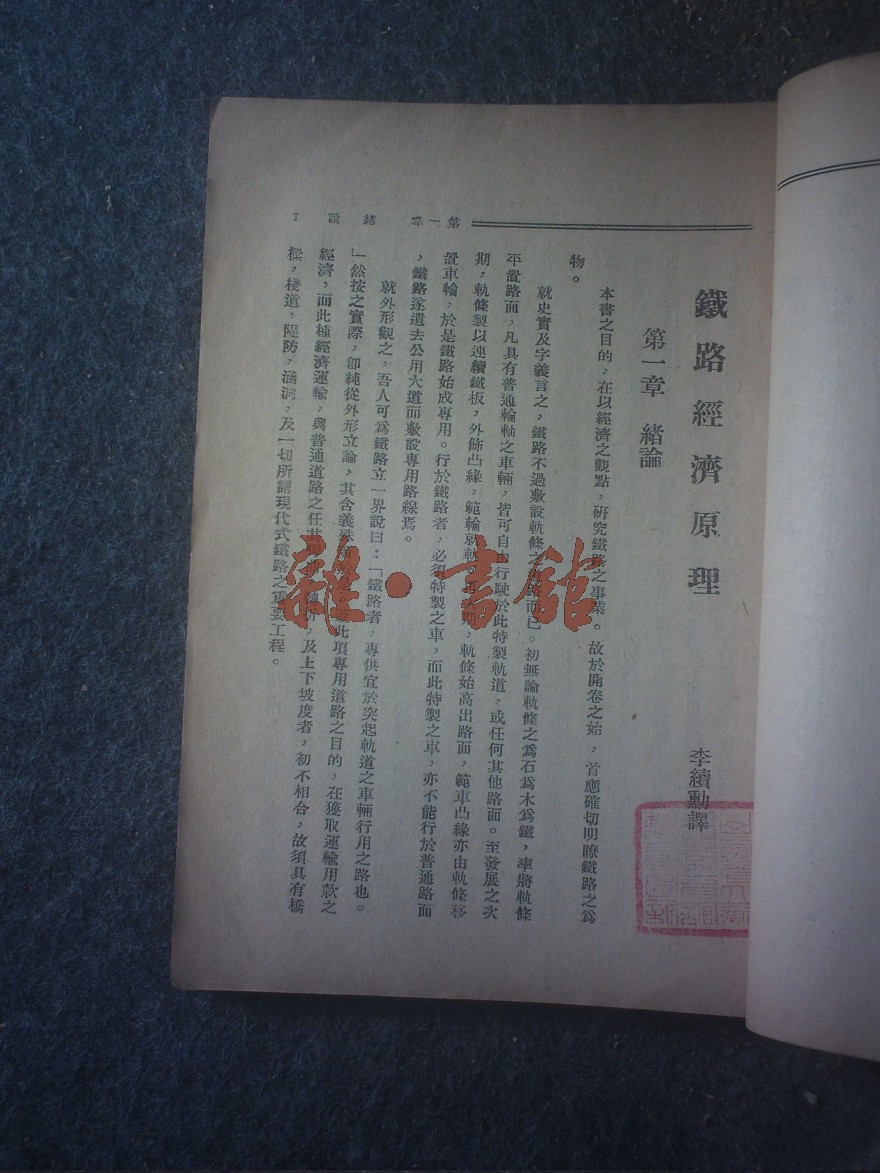 鐵路經濟原理
李續勳譯
第一章 緒論
本書之目的,在以經濟之觀點,硏究鐵路之事業。故於開卷之始,首應確切明瞭鐵路之爲
物。
就史實及字義言之,鐵路不過敷設軌條之 路而已。初無論軌條之爲石爲木爲鐵,率將軌條
平置路面,凡具有普通輪軸之車輛,皆可自由行駛於此特製軌道,或任何其他路面。至發展之次
期,軌條製以連續鐵板,外飾凸緣,範輪就軌。 期,軌條始高出路面,範車凸緣亦由軌條移
置車輪,於是鐵路始成專用。行於鐵路者,必須特製之車,而此特製之車,亦不能行於普通路面
,鐵路遂遺去公用大道而敷設專用路線焉。
就外形觀之,吾人可爲鐵路立一界說曰:「鐵路者,專供宜於突起軌道之車輛行用之路也。
」然按之實際,卽純從外形立論,其含義殊 此項專用道路之目的,在獲取運輸用款之
經濟,而此種經濟運輸,與普通道路之任其 ,及上下坡度者,初不相合,故須具有橋
樑,棧道,隄防,涵洞,及一切所謂現代式鐵路之重要工程。
第一章 緒論 1
雜·書館